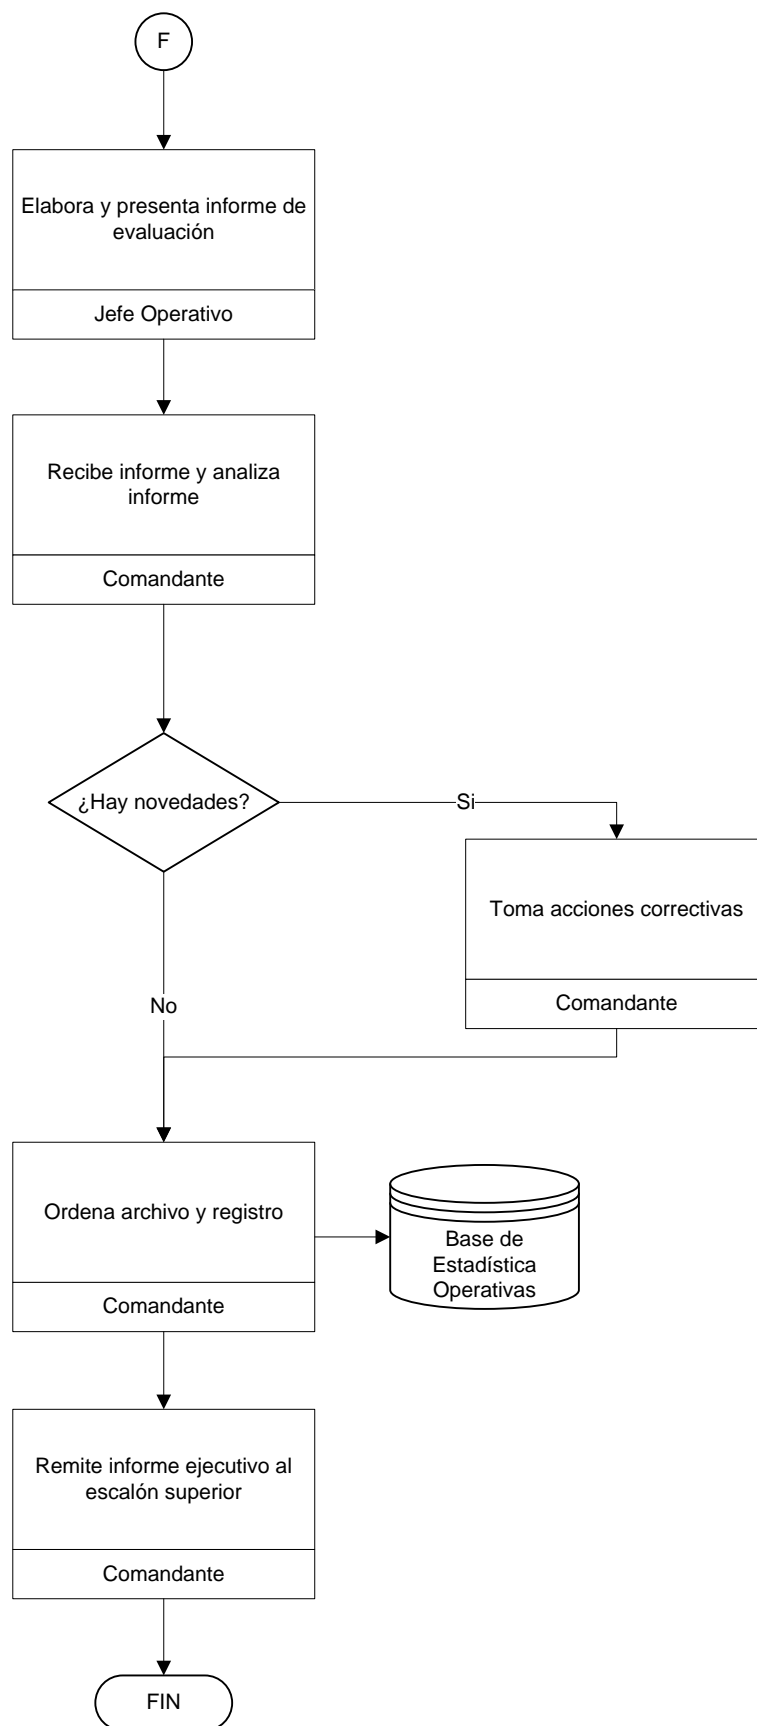 F
Elabora y presenta informe de
evaluación
Jefe Operativo
Recibe informe y analiza
informe
Comandante
¿Hay novedades?
Si
Toma acciones correctivas
Comandante
No
Ordena archivo y registro
Comandante
Base de
Estadística
Operativas
Remite informe ejecutivo al
escalón superior
Comandante
FIN